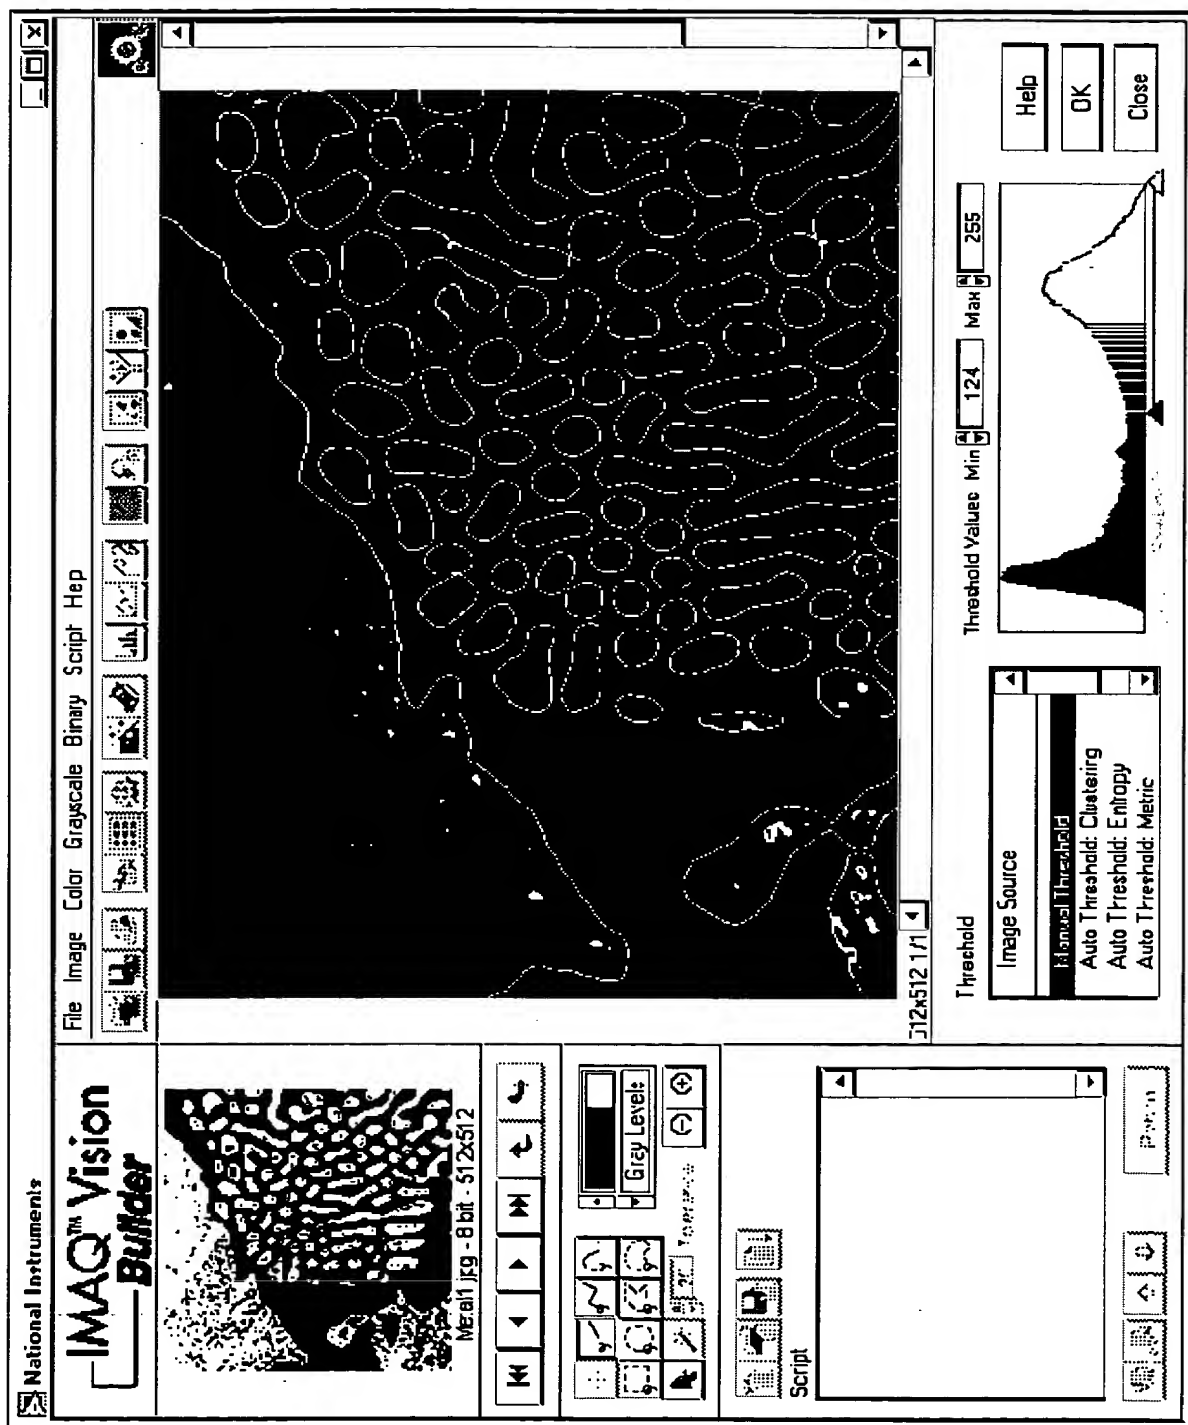 National Instruments
IMAQ™ Vision
Builder
File Image Color Grayscale Binary Script Help
Metal1.jpg - 8 bit - 512x512
Gray Levels
Tolerance
Script
512x512 1/1
Threshold
Image Source
Manual Threshold
Auto Threshold: Clustering
Auto Threshold: Entropy
Auto Threshold: Metric
Threshold Values Min 124 Max 255
Help
OK
Close